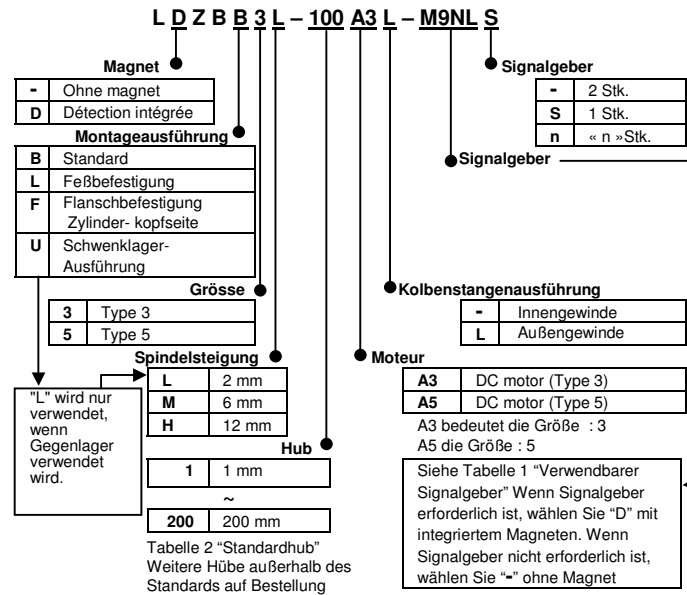 L D Z B B 3 L – 100 A3 L – M9NL S
Magnet
- Ohne magnet
D Détection intégrée
Montageausführung
B Standard
L Feßbefestigung
F Flanschbefestigung
Zylinder- kopfseite
U Schwenklager-
Ausführung
Grösse
3 Type 3
5 Type 5
Spindelsteigung
L 2 mm
M 6 mm
H 12 mm
"L" wird nur
verwendet,
wenn
Gegenlager
verwendet
wird.
Hub
1 1 mm
~
200 200 mm
Tabelle 2 “Standardhub”
Weitere Hübe außerhalb des
Standards auf Bestellung
Signalgeber
- 2 Stk.
S 1 Stk.
n « n »Stk.
Signalgeber
Kolbenstangenausführung
- Innengewinde
L Außengewinde
Moteur
A3 DC motor (Type 3)
A5 DC motor (Type 5)
A3 bedeutet die Größe : 3
A5 die Größe : 5
Siehe Tabelle 1 “Verwendbarer
Signalgeber” Wenn Signalgeber
erforderlich ist, wählen Sie “D” mit
integriertem Magneten. Wenn
Signalgeber nicht erforderlich ist,
wählen Sie “-” ohne Magnet